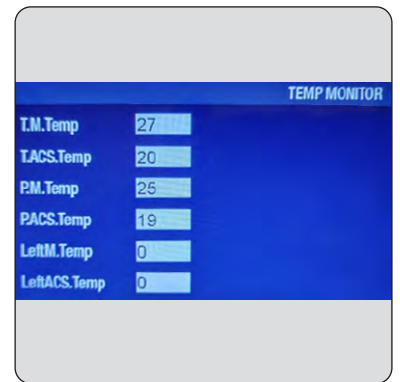 TEMP MONITOR
T.M.Temp 27
T.ACS.Temp 20
P.M.Temp 25
P.ACS.Temp 19
LeftM.Temp 0
LeftACS.Temp 0